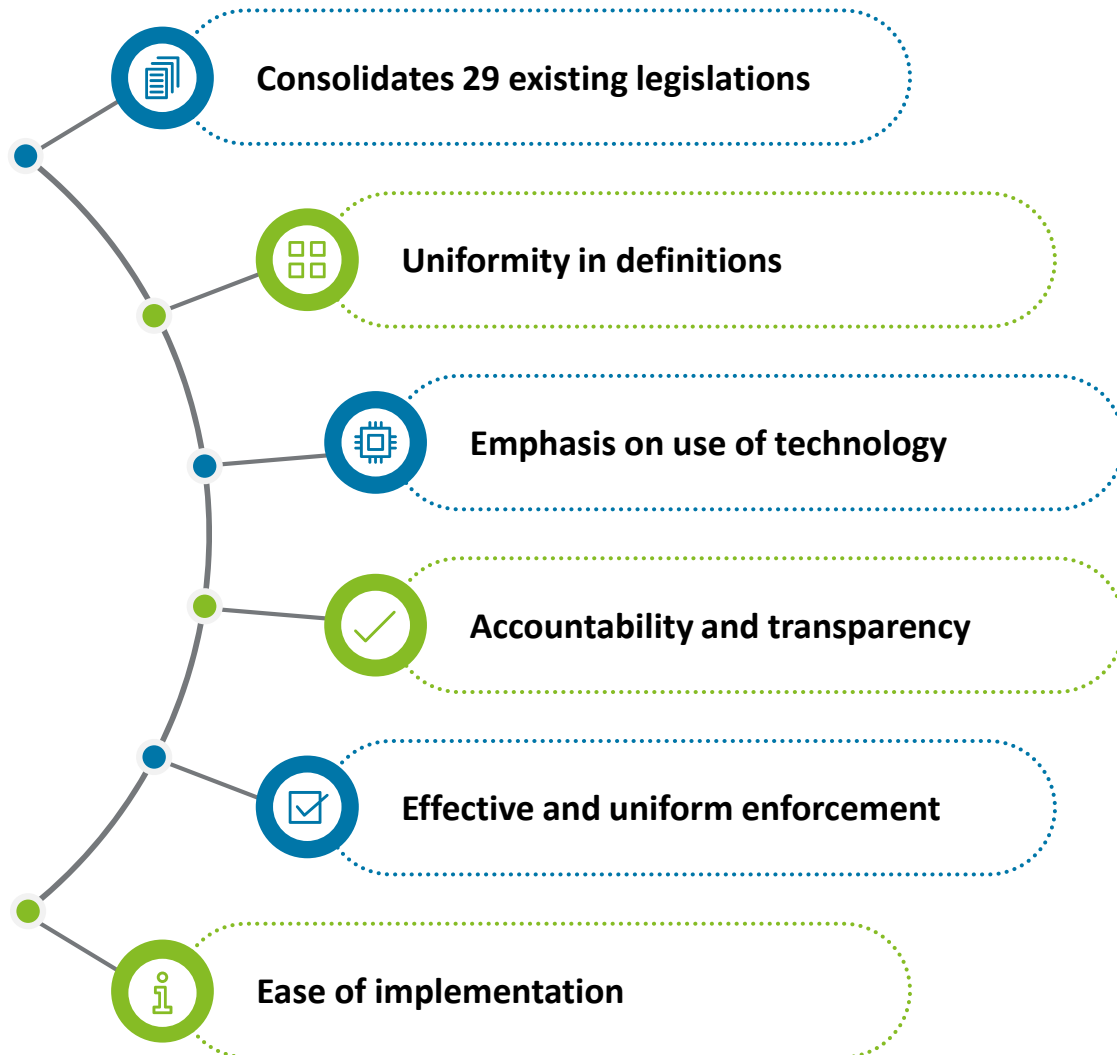 Consolidates 29 existing legislations
Uniformity in definitions
Emphasis on use of technology
Accountability and transparency
Effective and uniform enforcement
Ease of implementation